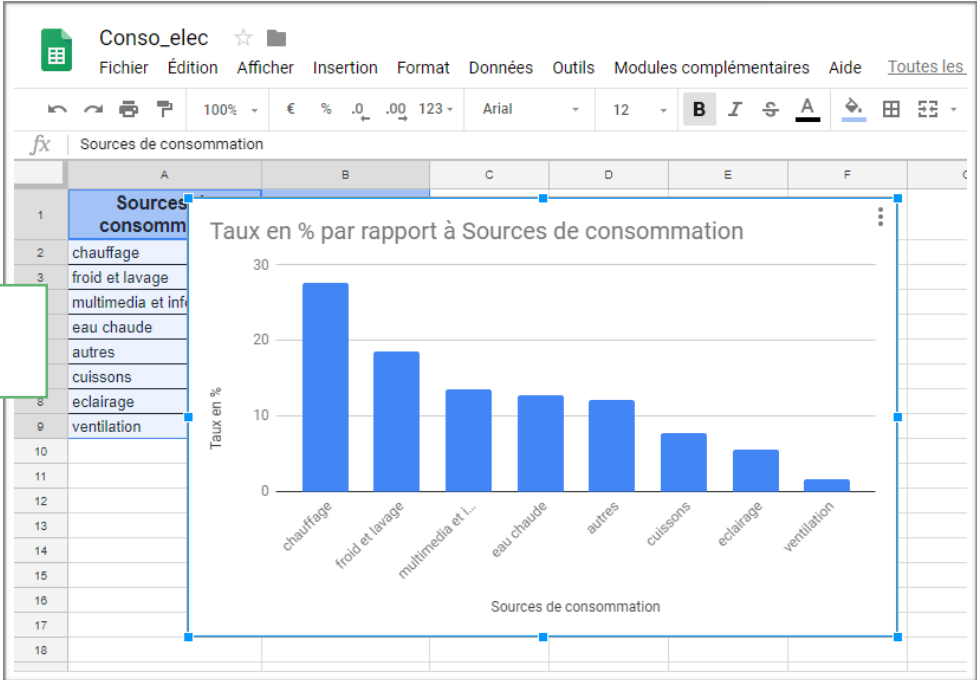 Conso_elec
Fichier Édition Afficher Insertion Format Données Outils Modules complémentaires Aide Toutes les
100% € % .0 .00 123 Arial 12 B I S A
fx Sources de consommation
A B C D E F
1 Sources
consomm
2 chauffage
3 froid et lavage
multimedia et inf
eau chaude
autres
cuissons
8 eclairage
9 ventilation
10
11
12
13
14
15
16
17
18
Taux en % par rapport à Sources de consommation
30
20
10
0
Taux en %
chauffage
froid et lavage
multimedia et i...
eau chaude
autres
cuissons
eclairage
ventilation
Sources de consommation